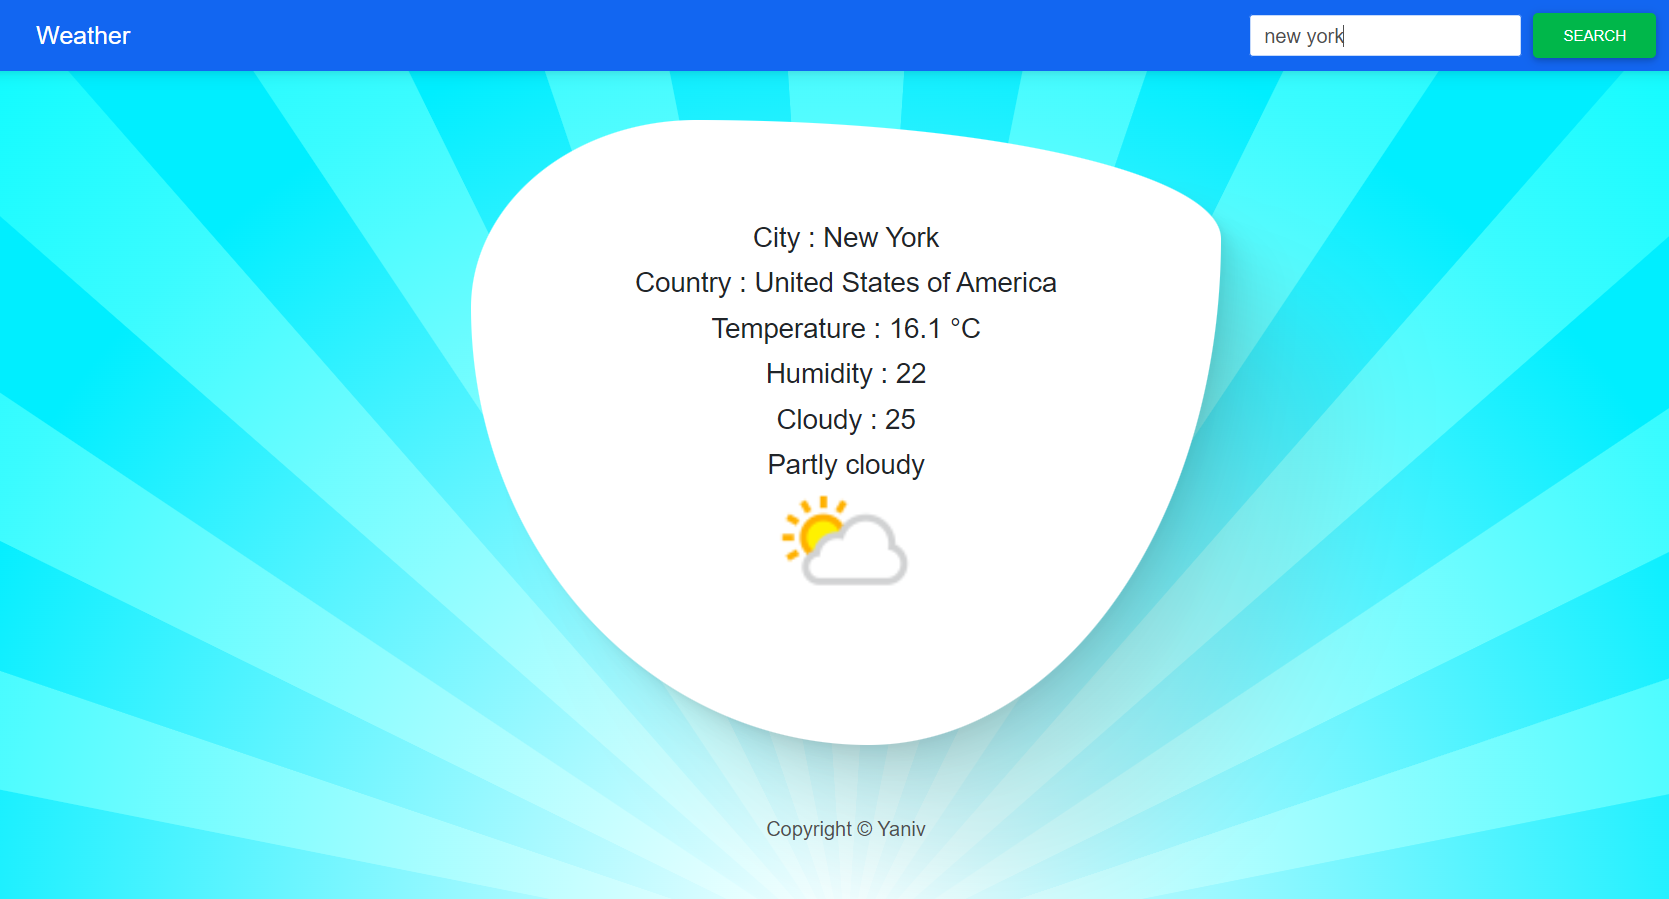 Weather
new york
SEARCH
City : New York
Country : United States of America
Temperature : 16.1 °C
Humidity : 22
Cloudy : 25
Partly cloudy
Copyright © Yaniv